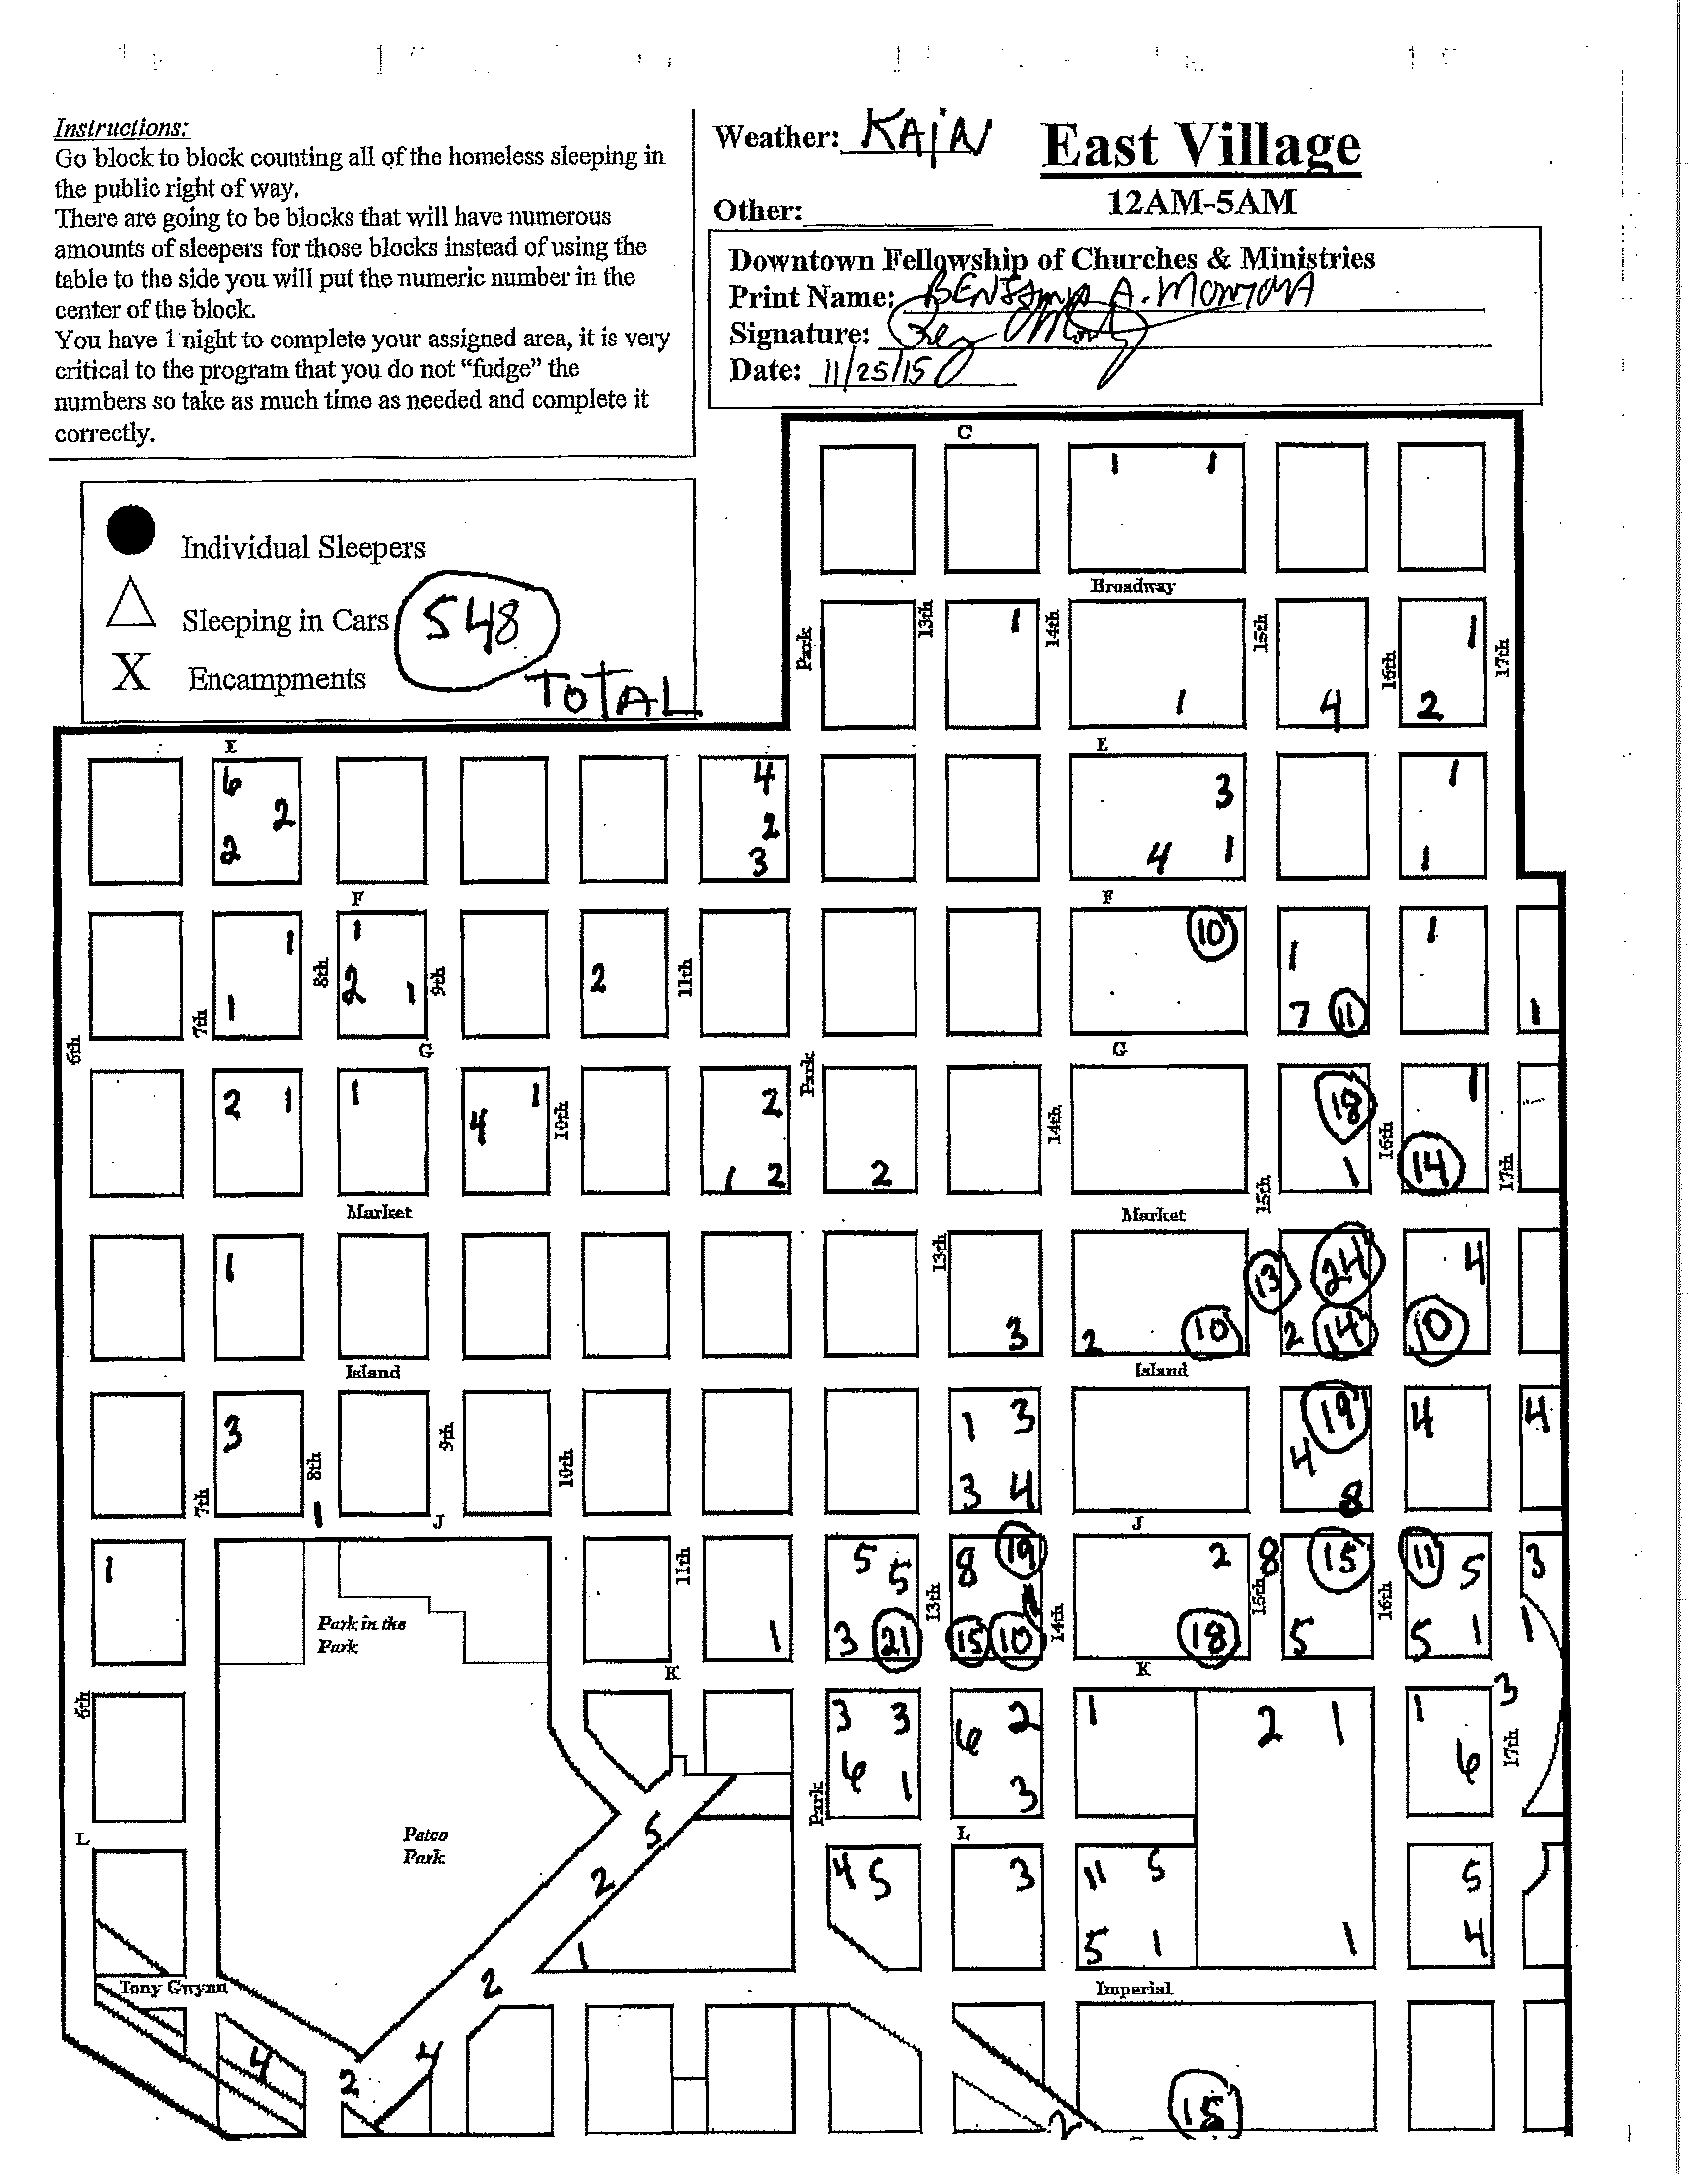 Instructions:
Go block to block counting all of the homeless sleeping in
the public right of way.
There are going to be blocks that will have numerous
amounts of sleepers for those blocks instead of using the
table to the side you will put the numeric number in the
center of the block.
You have 1 night to complete your assigned area, it is very
critical to the program that you do not “fudge” the
numbers so take as much time as needed and complete it
correctly.
Weather: RAIN
East Village
12AM-5AM
Other:
Downtown Fellowship of Churches & Ministries
Print Name: A.
Signature:
Date: 11/25/15
Individual Sleepers
Sleeping in Cars
X Encampments
548
TOTAL
C
1 1
Broadway
Park 13th 14th 15th 16th 17th
1 1
1 4 2
E E
6 4 3 1
2 2
2 3 4 1 1
F F
1 1 10 1
8th 9th 11th
2 1 2 1
7th 1 7 11 1
6th G Park G
2 1 1 4 1 2 18 1
10th 14th 16th
1 2 2 1 14 17th
15th
Market Market
13th
1 13 24 4
3 2 10 2 14 10
Island Island
3 1 3 19 4 4
9th 4
8th 10th
7th 3 4 8
1 J J
1 11th 5 5 8 19 2 8 15 11 5 3
13th 14th 15th 16th
Park in the
Park
1 3 21 15 10 18 5 5 1 1
K K
6th 3 3 6 2 1 2 1 1 3
17th
6 1 3 6
Park
L Petco
Park
5 L
2 4 5 3 11 5 5
1 5 1 1 4
Tony Gwynn 2 Imperial
4 2 4
2 15